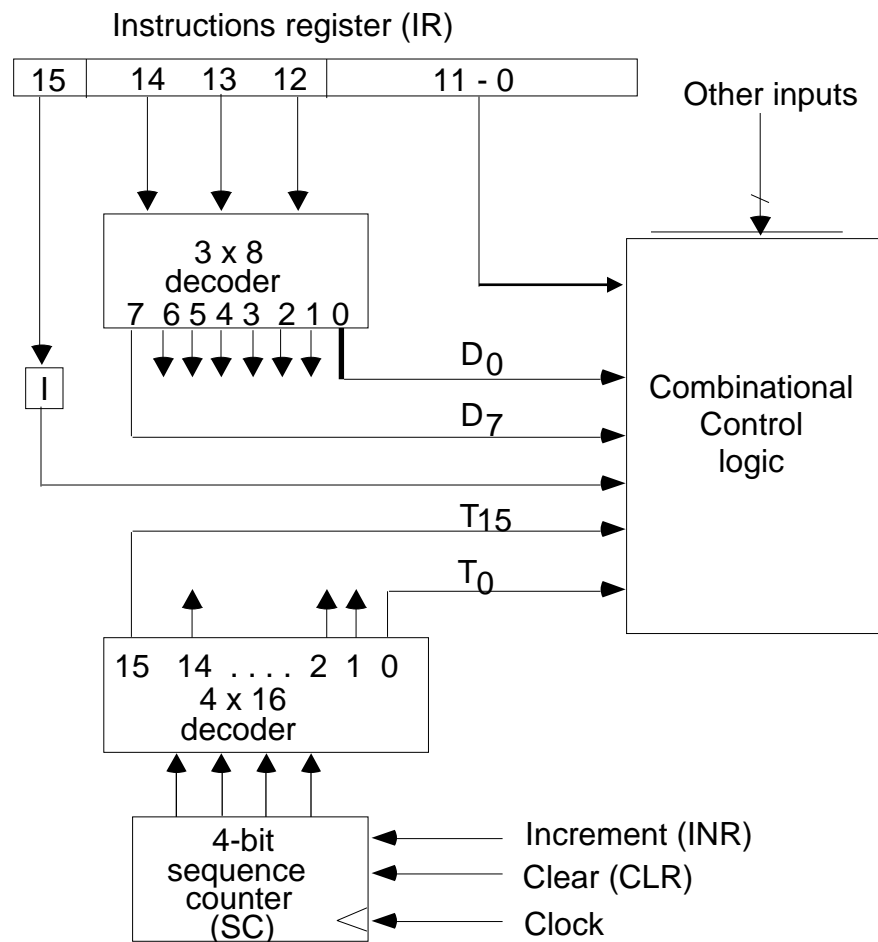 Instructions register (IR)
15 14 13 12 11 - 0
Other inputs
3 x 8
decoder
7 6 5 4 3 2 1 0
D0
I
D7
Combinational
Control
logic
T15
T0
15 14 . . . . 2 1 0
4 x 16
decoder
4-bit
sequence
counter
(SC)
Increment (INR)
Clear (CLR)
Clock